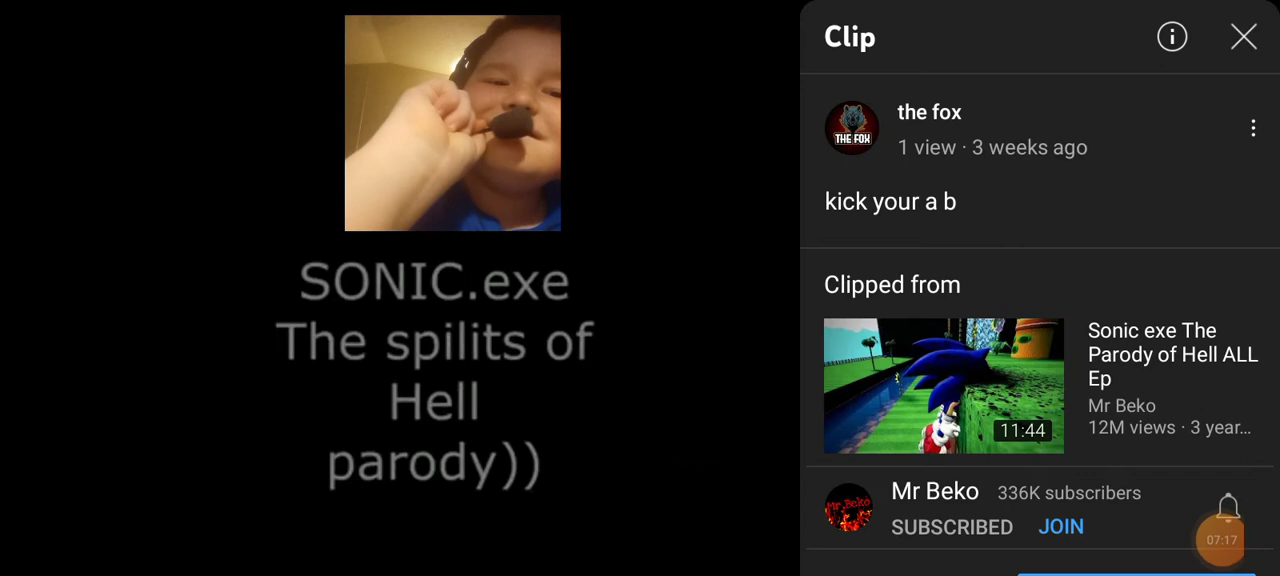 SONIC.exe
The spilits of
Hell
parody))
Clip
the fox
THE FOX
1 view · 3 weeks ago
kick your a b
Clipped from
11:44
Sonic exe The
Parody of Hell ALL
Ep
Mr Beko
12M views · 3 year...
Mr Beko
Mr Beko 336K subscribers
SUBSCRIBED JOIN
07:17